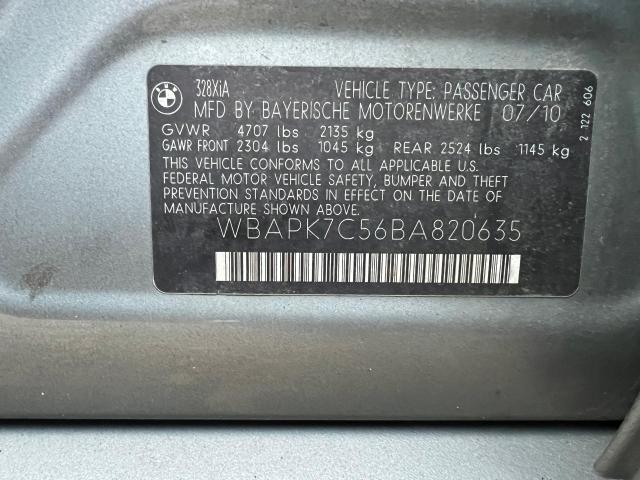 BMW
328XiA VEHICLE TYPE: PASSENGER CAR
MFD BY BAYERISCHE MOTORENWERKE 07/10
GVWR 4707 lbs 2135 kg
GAWR FRONT 2304 lbs 1045 kg REAR 2524 lbs 1145 kg
THIS VEHICLE CONFORMS TO ALL APPLICABLE U.S.
FEDERAL MOTOR VEHICLE SAFETY, BUMPER AND THEFT
PREVENTION STANDARDS IN EFFECT ON THE DATE OF
MANUFACTURE SHOWN ABOVE.
WBAPK7C56BA820635
2 122 606